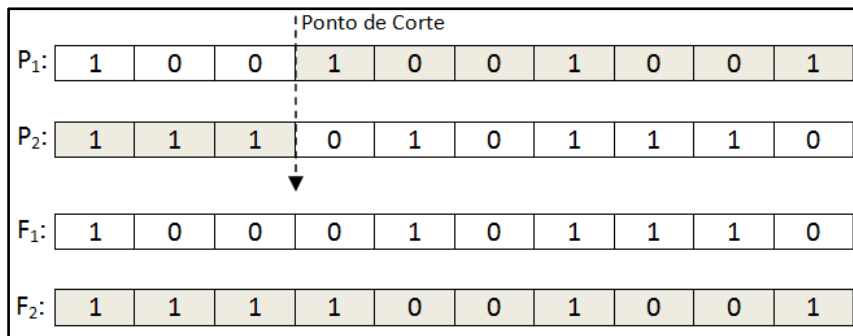 Ponto de Corte
P₁: 1 0 0 1 0 0 1 0 0 1
P₂: 1 1 1 0 1 0 1 1 1 0
F₁: 1 0 0 0 1 0 1 1 1 0
F₂: 1 1 1 1 0 0 1 0 0 1